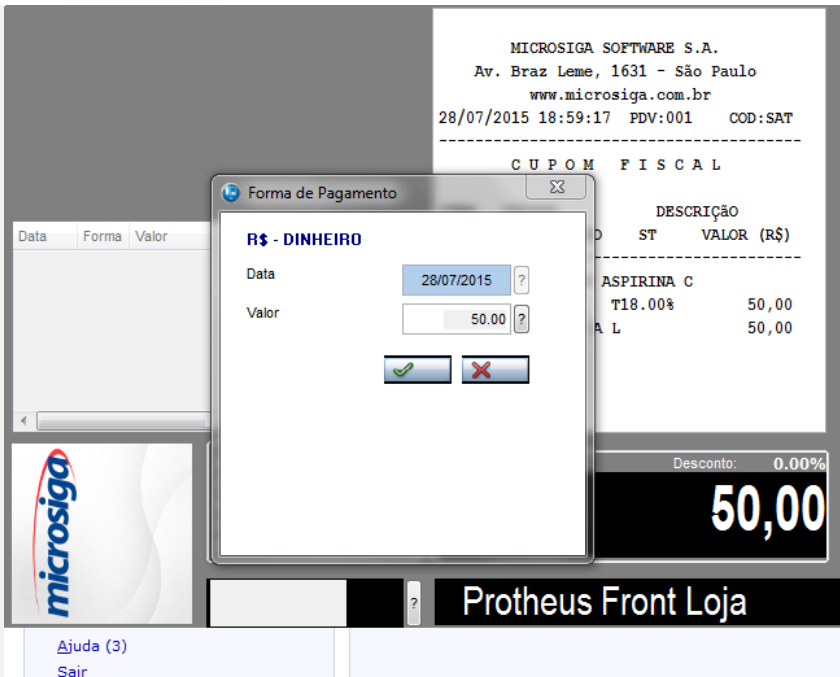 MICROSIGA SOFTWARE S.A.
Av. Braz Leme, 1631 - São Paulo
www.microsiga.com.br
28/07/2015 18:59:17 PDV:001 COD:SAT
----------------------------------------
C U P O M F I S C A L
Forma de Pagamento
DESCRIÇãO
Data Forma Valor
ST VALOR (R$)
R$ - DINHEIRO
Data 28/07/2015 ?
ASPIRINA C
Valor 50.00 ?
T18.00% 50,00
A L 50,00
microsiga
Desconto: 0.00%
50,00
?
Protheus Front Loja
Ajuda (3)
Sair